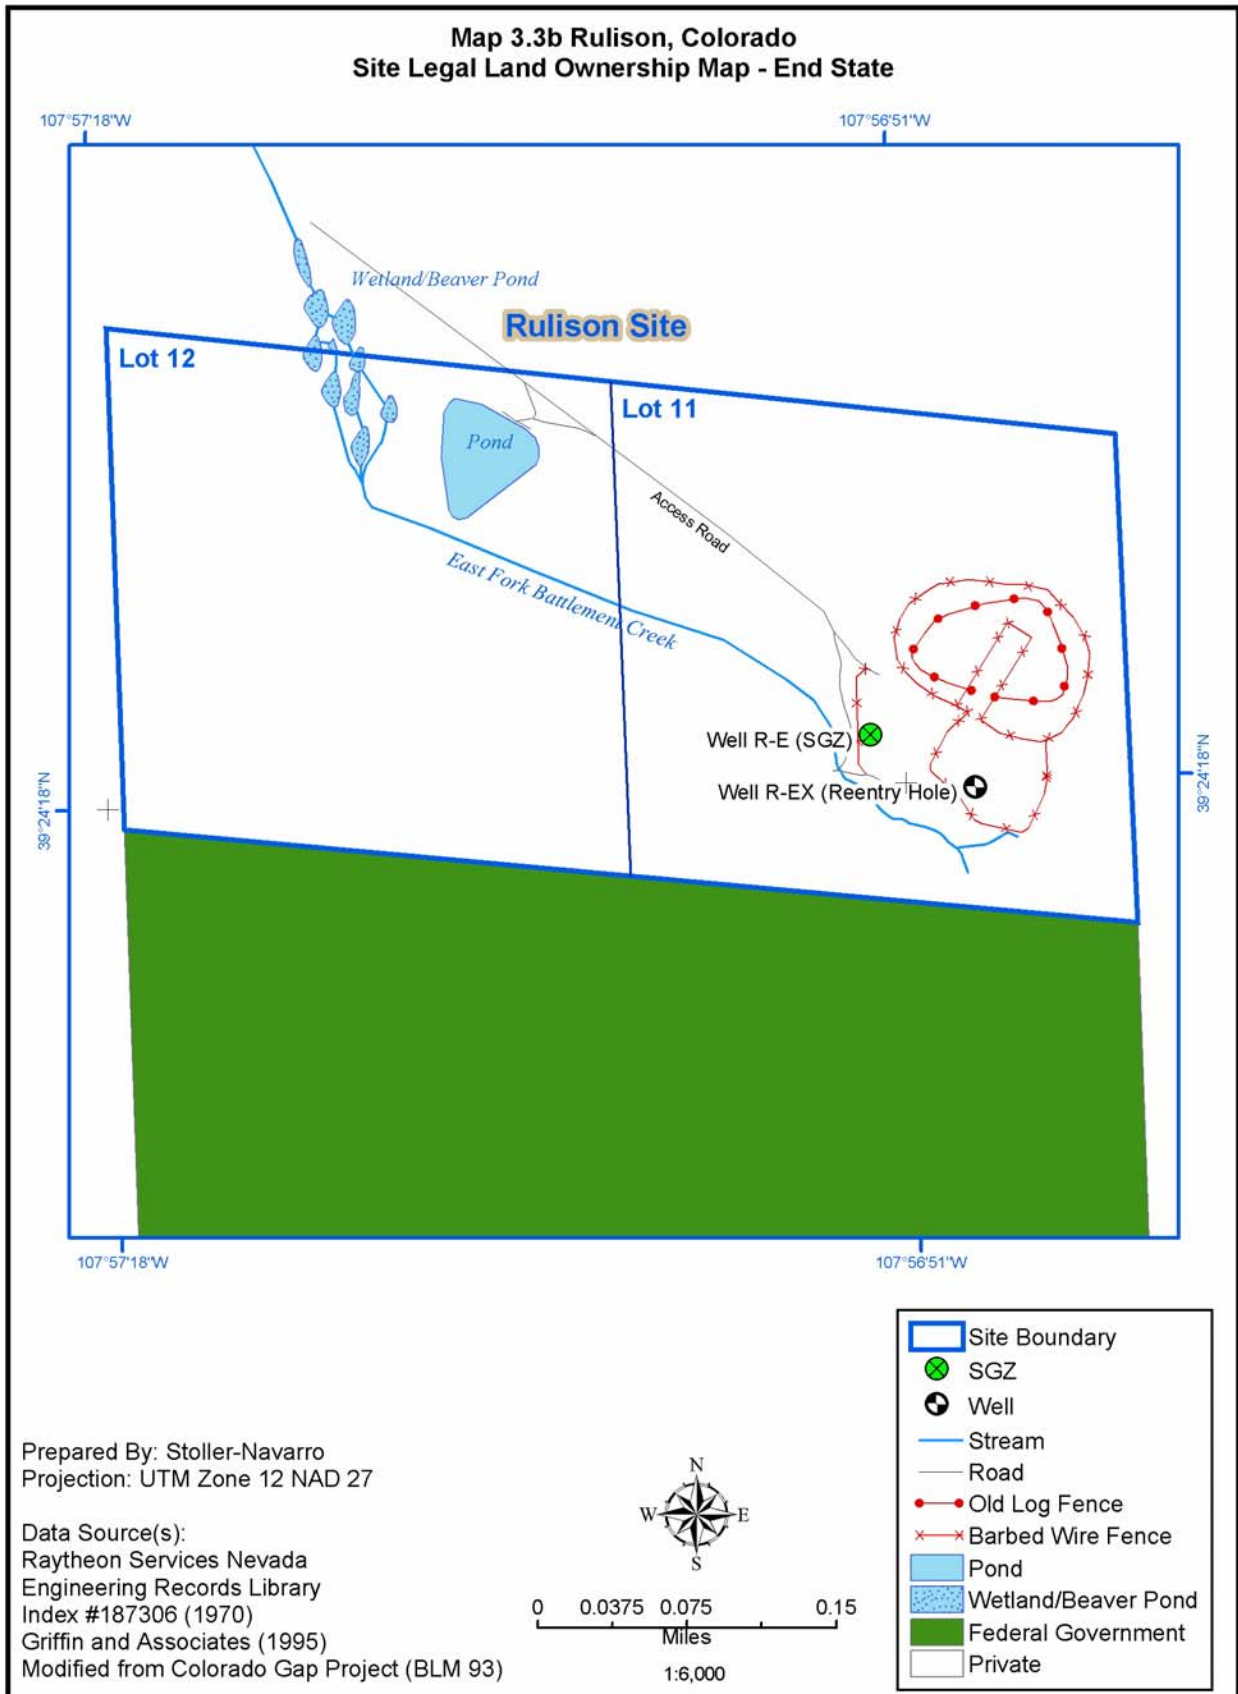 Map 3.3b Rulison, Colorado
Site Legal Land Ownership Map - End State
107°57'18"W
107°56'51"W
Wetland/Beaver Pond
Rulison Site
Lot 12
Lot 11
Pond
Access Road
East Fork Battlement Creek
Well R-E (SGZ)
Well R-EX (Reentry Hole)
39°24'18"N
39°24'18"N
107°57'18"W
107°56'51"W
Site Boundary
SGZ
Well
Stream
Road
Old Log Fence
Barbed Wire Fence
Pond
Wetland/Beaver Pond
Federal Government
Private
Prepared By: Stoller-Navarro
Projection: UTM Zone 12 NAD 27
Data Source(s):
Raytheon Services Nevada
Engineering Records Library
Index #187306 (1970)
Griffin and Associates (1995)
Modified from Colorado Gap Project (BLM 93)
N
W E
S
0 0.0375 0.075 0.15
Miles
1:6,000